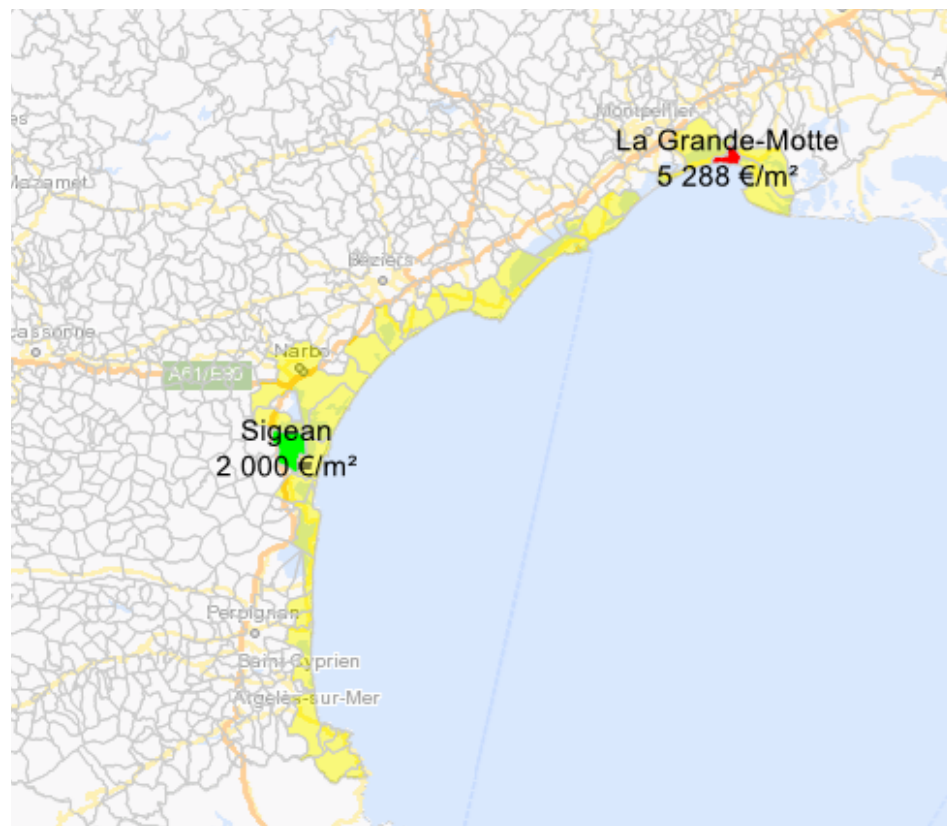 Montpellier
La Grande-Motte
5 288 €/m²
Mazamet
Béziers
Narbo
A61/E80
Sigean
2 000 €/m²
Perpignan
Saint-Cyprien
Argelès-sur-Mer